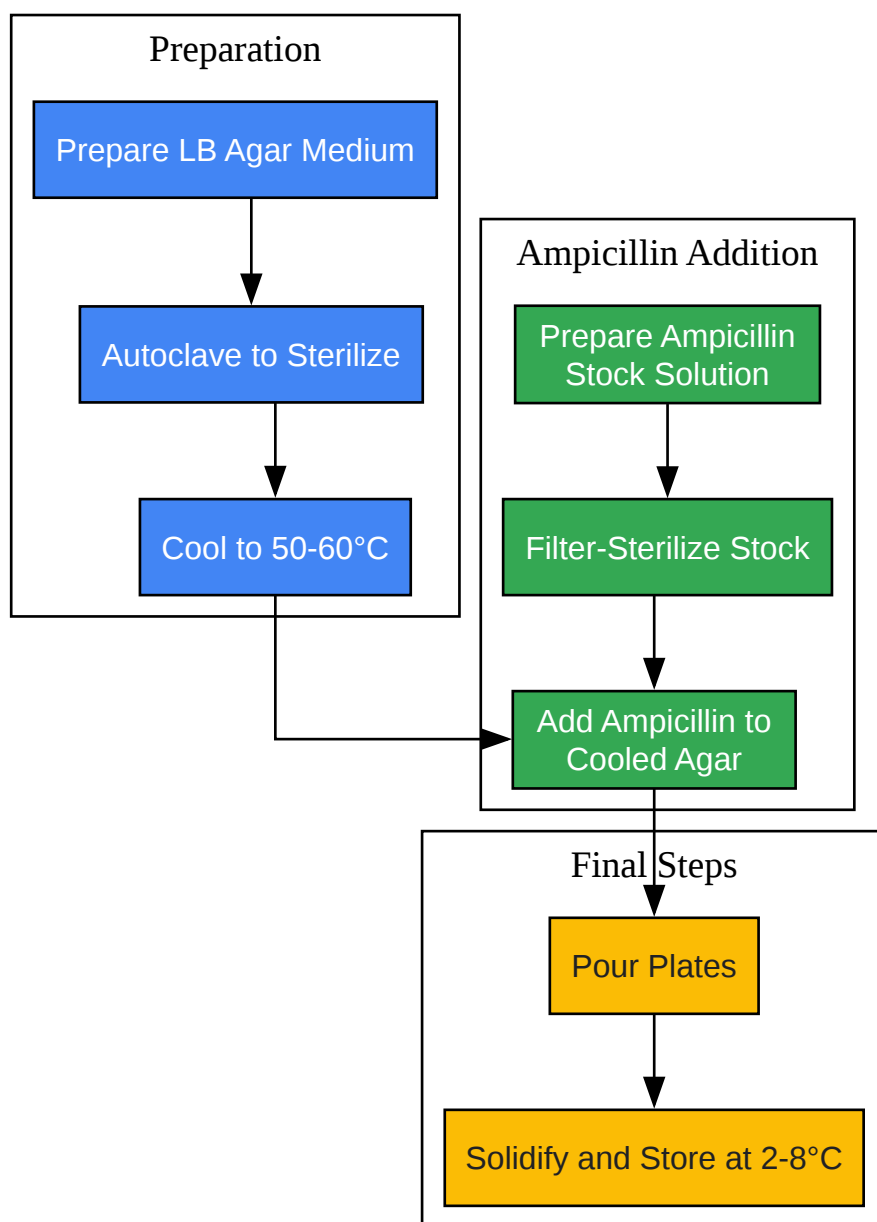 Preparation
Prepare LB Agar Medium
Autoclave to Sterilize
Cool to 50-60°C
Ampicillin Addition
Prepare Ampicillin
Stock Solution
Filter-Sterilize Stock
Add Ampicillin to
Cooled Agar
Final Steps
Pour Plates
Solidify and Store at 2-8°C